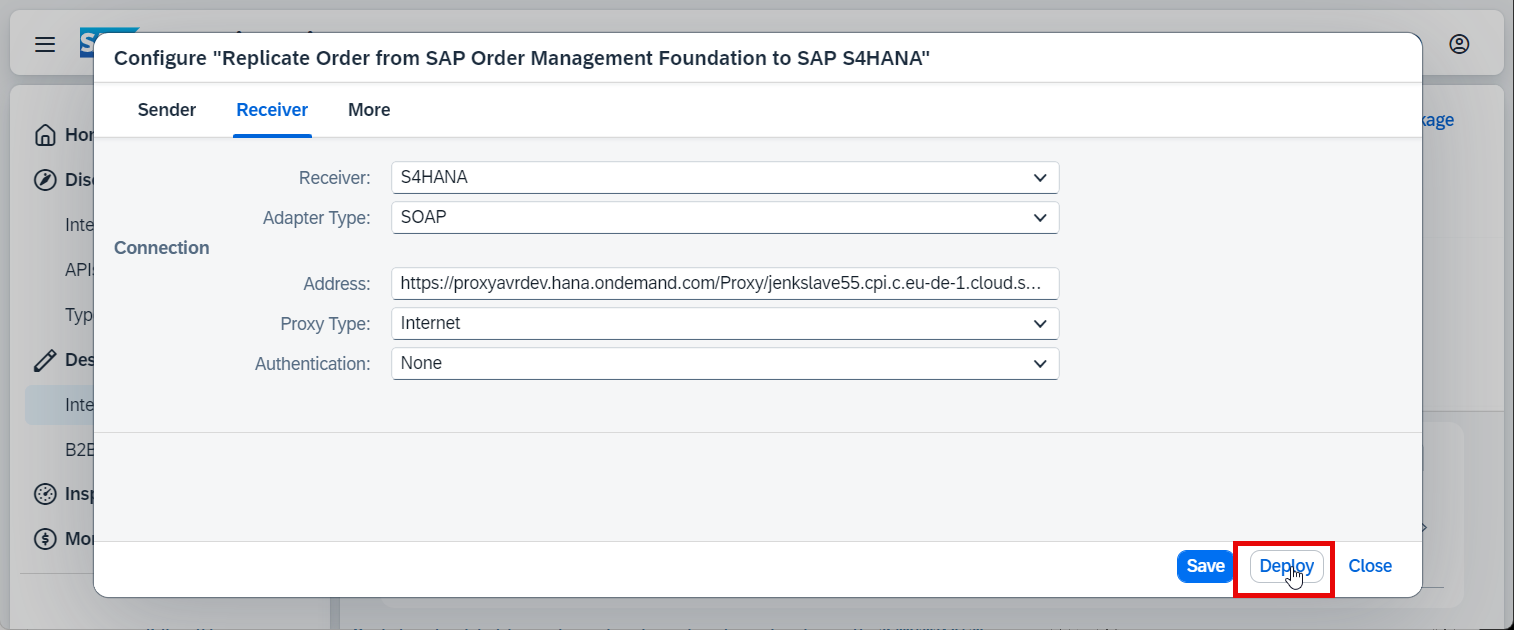 Configure "Replicate Order from SAP Order Management Foundation to SAP S4HANA"
Sender Receiver More
Receiver: S4HANA
Adapter Type: SOAP
Connection
Address: https://proxyavrdev.hana.ondemand.com/Proxy/jenkslave55.cpi.c.eu-de-1.cloud.s...
Proxy Type: Internet
Authentication: None
Save Deploy Close